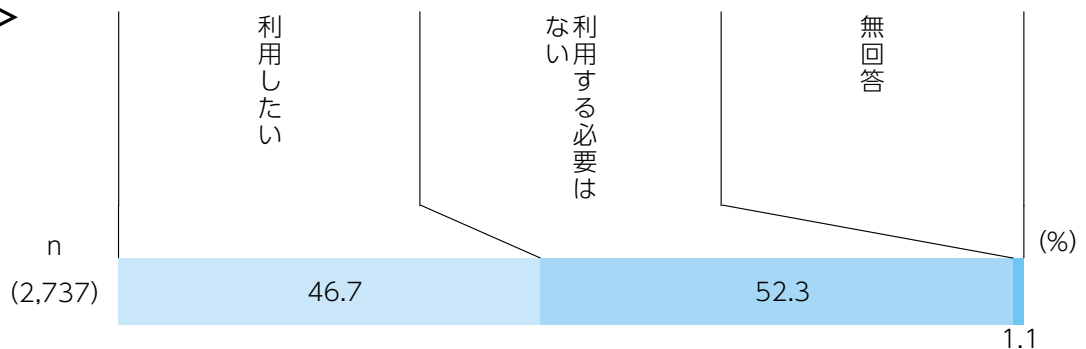 >
利用したい
利用する必要は
ない
無回答
n
(%)
(2,737)
46.7
52.3
1.1